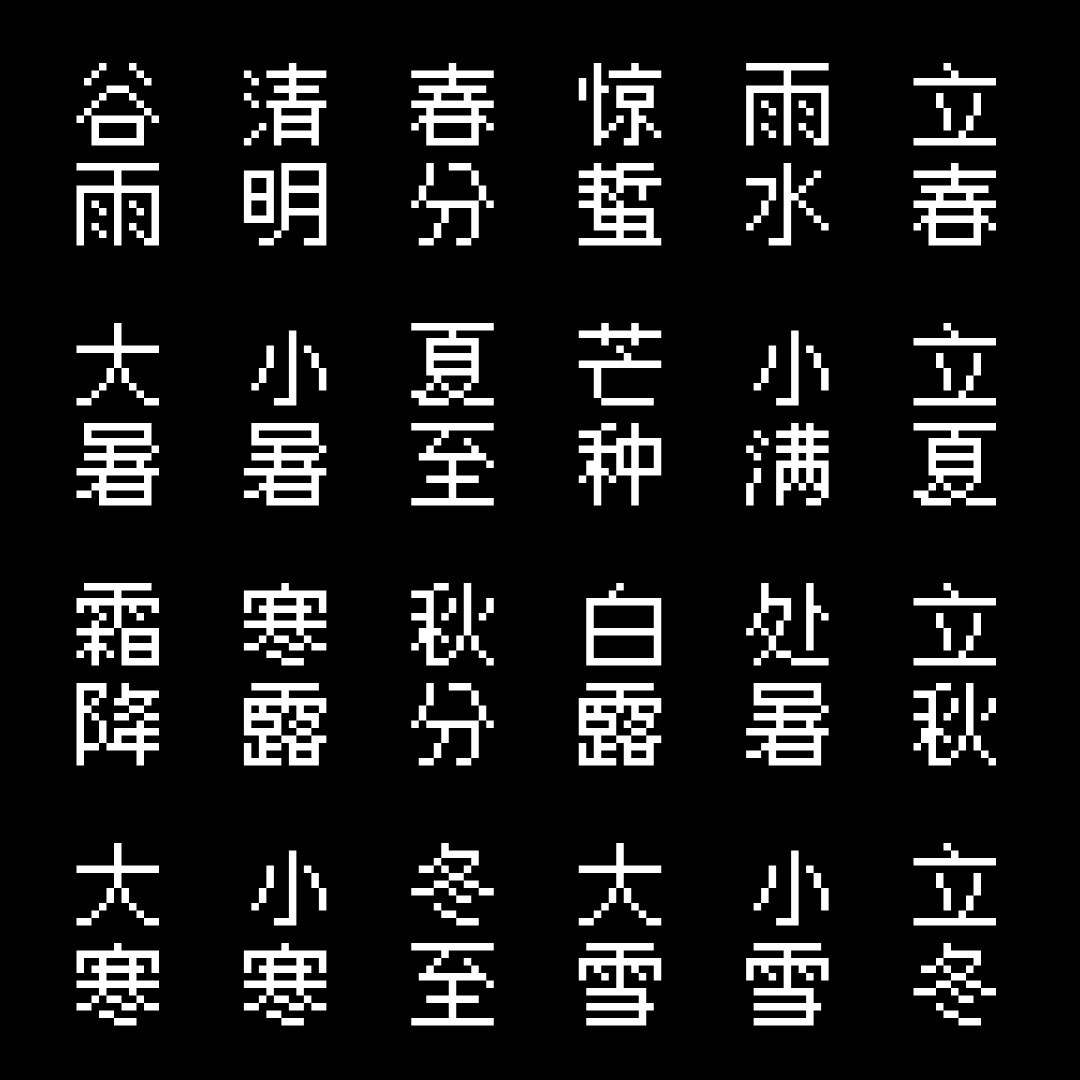 立春
雨水
惊蛰
春分
清明
谷雨
立夏
小满
芒种
夏至
小暑
大暑
立秋
处暑
白露
秋分
寒露
霜降
立冬
小雪
大雪
冬至
小寒
大寒